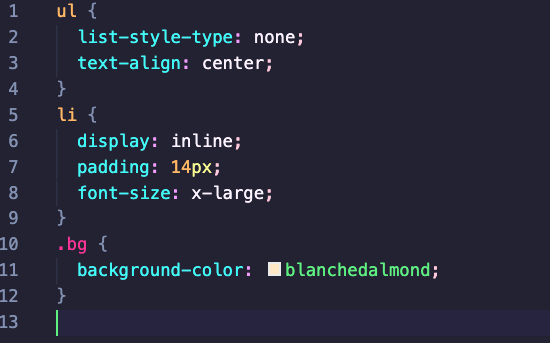 1 ul {
2 list-style-type: none;
3 text-align: center;
4 }
5 li {
6 display: inline;
7 padding: 14px;
8 font-size: x-large;
9 }
10 .bg {
11 background-color: blanchedalmond;
12 }
13